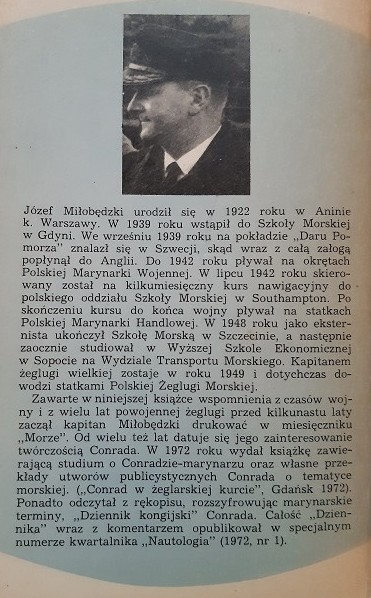 Józef Miłobędzki urodził się w 1922 roku w Aninie
k. Warszawy. W 1939 roku wstąpił do Szkoły Morskiej
w Gdyni. We wrześniu 1939 roku na pokładzie „Daru Po-
morza” znalazł się w Szwecji, skąd wraz z całą załogą
popłynął do Anglii. Do 1942 roku pływał na okrętach
Polskiej Marynarki Wojennej. W lipcu 1942 roku skiero-
wany został na kilkumiesięczny kurs nawigacyjny do
polskiego oddziału Szkoły Morskiej w Southampton. Po
skończeniu kursu do końca wojny pływał na statkach
Polskiej Marynarki Handlowej. W 1948 roku jako ekster-
nista ukończył Szkołę Morską w Szczecinie, a następnie
zaocznie studiował w Wyższej Szkole Ekonomicznej
w Sopocie na Wydziale Transportu Morskiego. Kapitanem
żeglugi wielkiej zostaje w roku 1949 i dotychczas do-
wodzi statkami Polskiej Żeglugi Morskiej.
Zawarte w niniejszej książce wspomnienia z czasów woj-
ny i z wielu lat powojennej żeglugi przed kilkunastu laty
zaczął kapitan Miłobędzki drukować w miesięczniku
„Morze”. Od wielu też lat datuje się jego zainteresowanie
twórczością Conrada. W 1972 roku wydał książkę zawie-
rającą studium o Conradzie-marynarzu oraz własne prze-
kłady utworów publicystycznych Conrada o tematyce
morskiej. („Conrad w żeglarskiej kurcie”, Gdańsk 1972).
Ponadto odczytał z rękopisu, rozszyfrowując marynarskie
terminy, „Dziennik kongijski” Conrada. Całość „Dzien-
nika” wraz z komentarzem opublikował w specjalnym
numerze kwartalnika „Nautologia” (1972, nr 1).